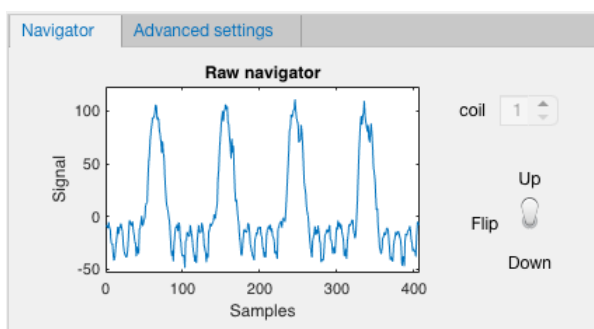 Navigator Advanced settings
Raw navigator
coil 1
100
50
0
-50
Signal
0 100 200 300 400
Samples
Up
Flip
Down